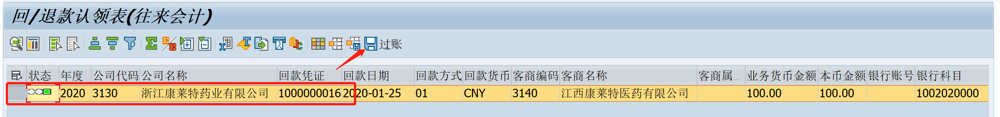 回/退款认领表(往来会计)
过账
状态 年度 公司代码 公司名称 回款凭证 回款日期 回款方式 回款货币 客商编码 客商名称 客商属... 业务货币金额 本币金额 银行账号 银行科目
2020 3130 浙江康莱特药业有限公司 1000000016 2020-01-25 01 CNY 3140 江西康莱特医药有限公司 100.00 100.00 1002020000